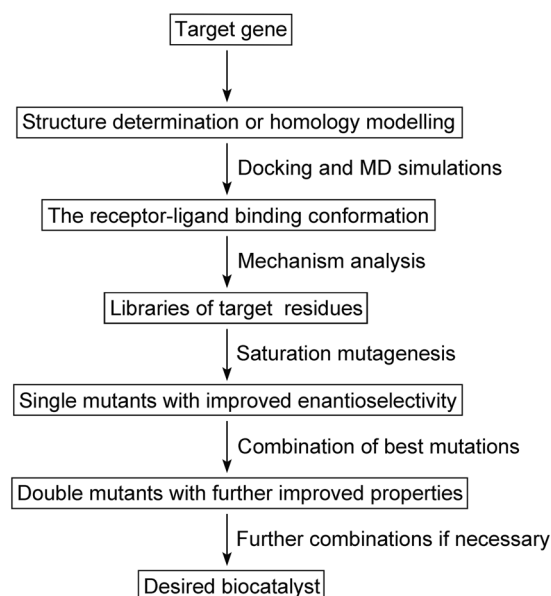 Target gene
Structure determination or homology modelling
Docking and MD simulations
The receptor-ligand binding conformation
Mechanism analysis
Libraries of target residues
Saturation mutagenesis
Single mutants with improved enantioselectivity
Combination of best mutations
Double mutants with further improved properties
Further combinations if necessary
Desired biocatalyst